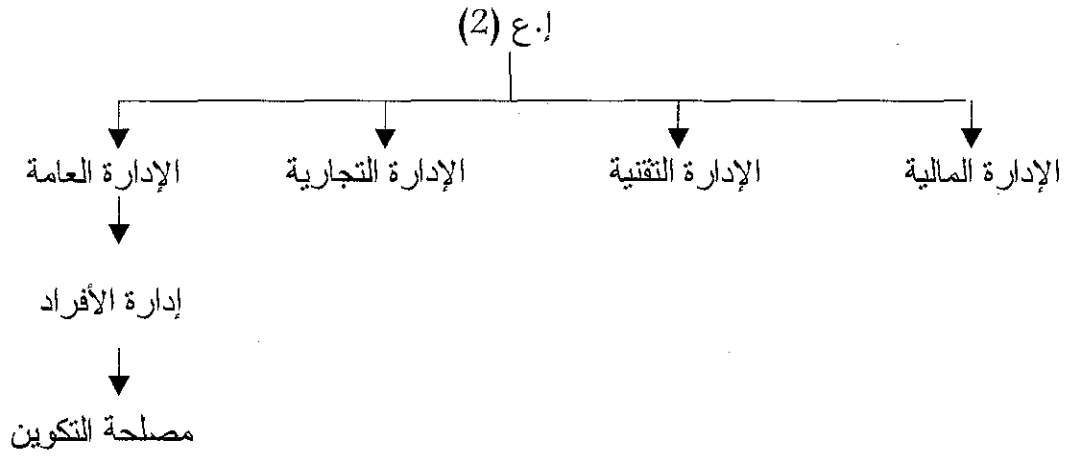 إ.ع (2)
الإدارة المالية
الإدارة التقنية
الإدارة التجارية
الإدارة العامة
إدارة الأفراد
مصلحة التكوين